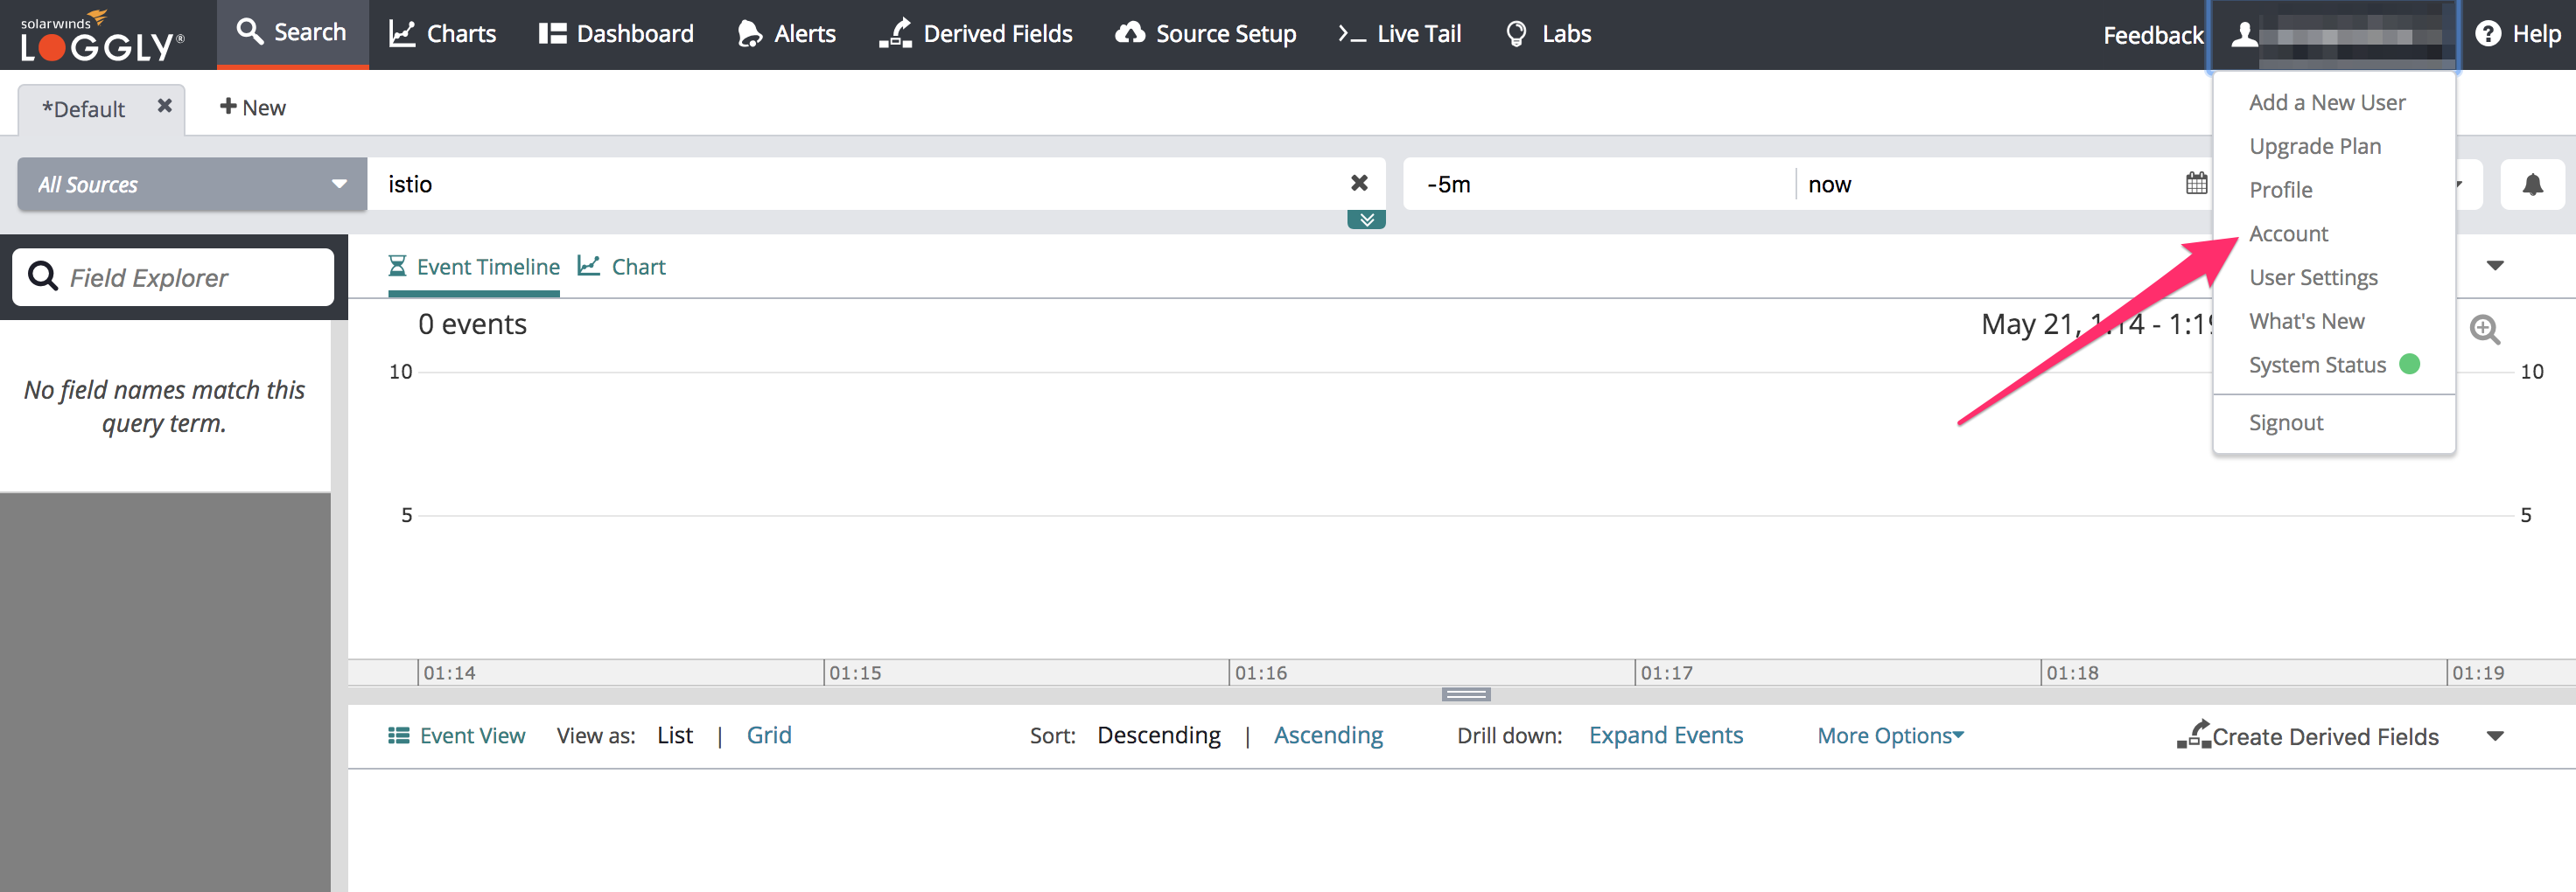 solarwinds
LOGGLY®
Search
Charts
Dashboard
Alerts
Derived Fields
Source Setup
Live Tail
Labs
Feedback
Help
*Default
New
All Sources
istio
-5m
now
Add a New User
Upgrade Plan
Profile
Account
User Settings
What's New
System Status
Signout
Field Explorer
No field names match this
query term.
Event Timeline
Chart
0 events
May 21, 1:14 - 1:19
10
10
5
5
01:14
01:15
01:16
01:17
01:18
01:19
Event View
View as: List | Grid
Sort: Descending | Ascending
Drill down: Expand Events
More Options
Create Derived Fields